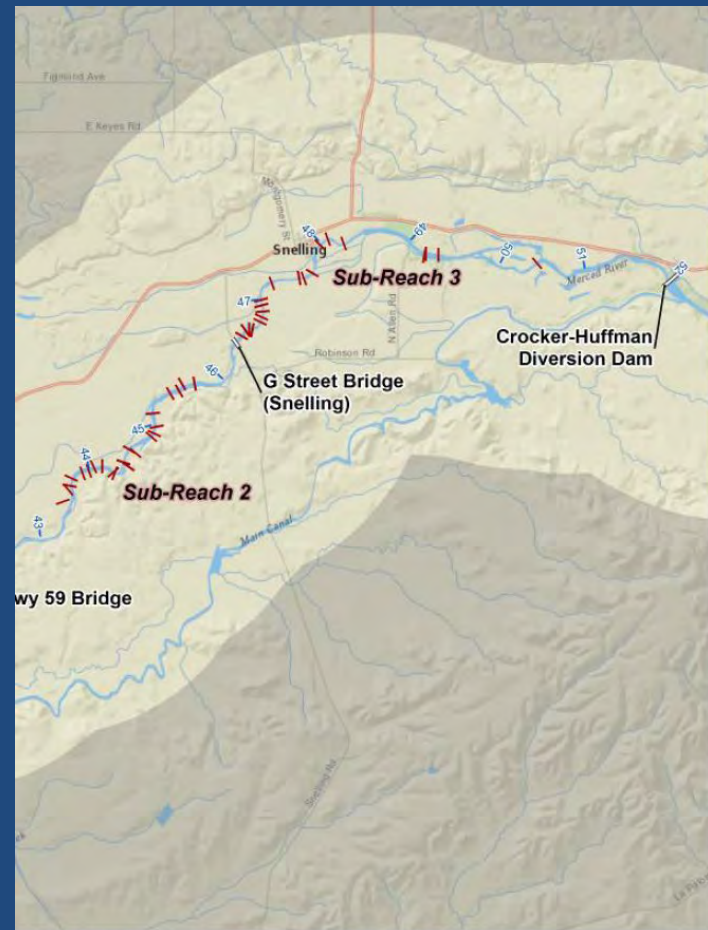 Figmond Ave
E Keyes Rd
Montgomery St
48
49
Snelling
50
51
Sub-Reach 3
Merced River
52
47
N Allen Rd
Crocker-Huffman
Diversion Dam
Robinson Rd
46
G Street Bridge
(Snelling)
45
44
Sub-Reach 2
43
Main Canal
wy 59 Bridge
Snelling Rd